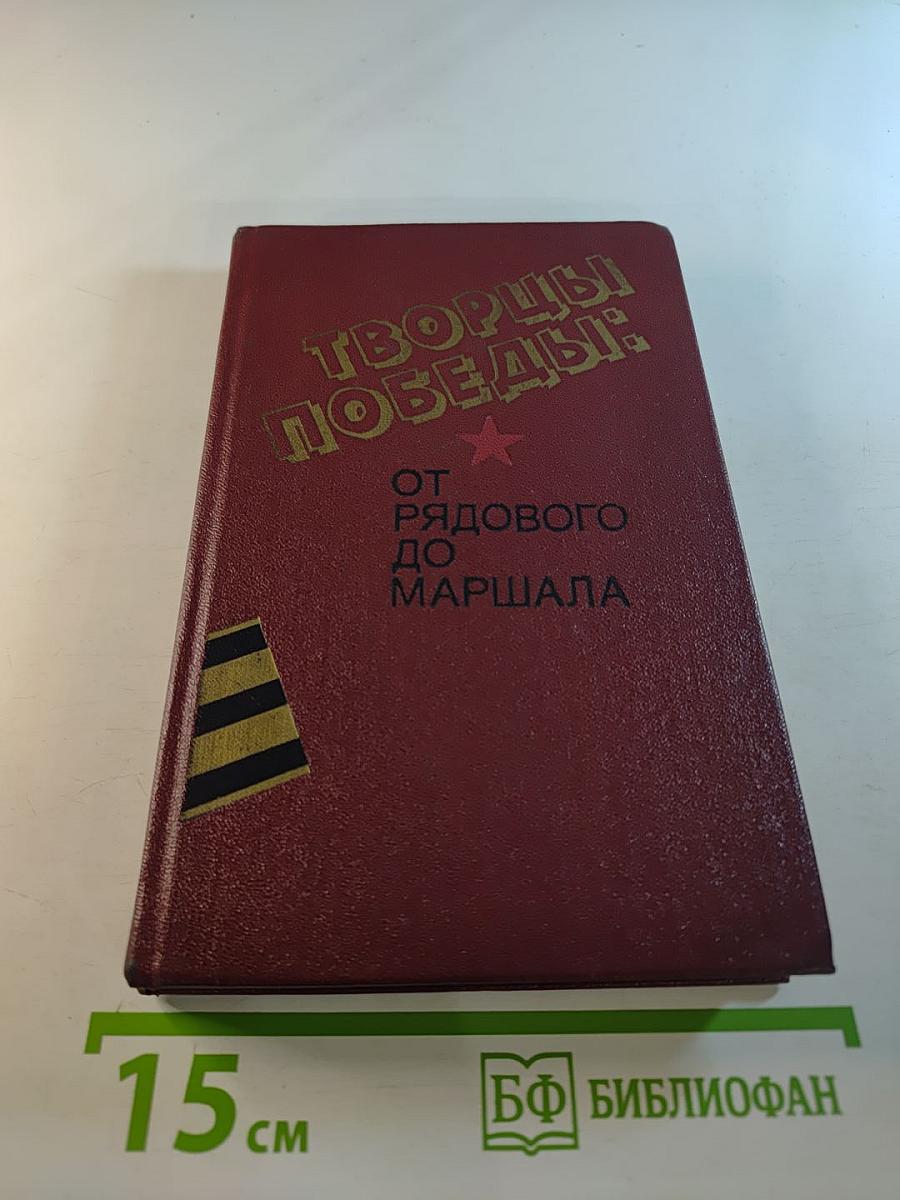 ТВОРЦЫ
ПОБЕДЫ:
ОТ
РЯДОВОГО
ДО
МАРШАЛА
15 см
БФ БИБЛИОФАН